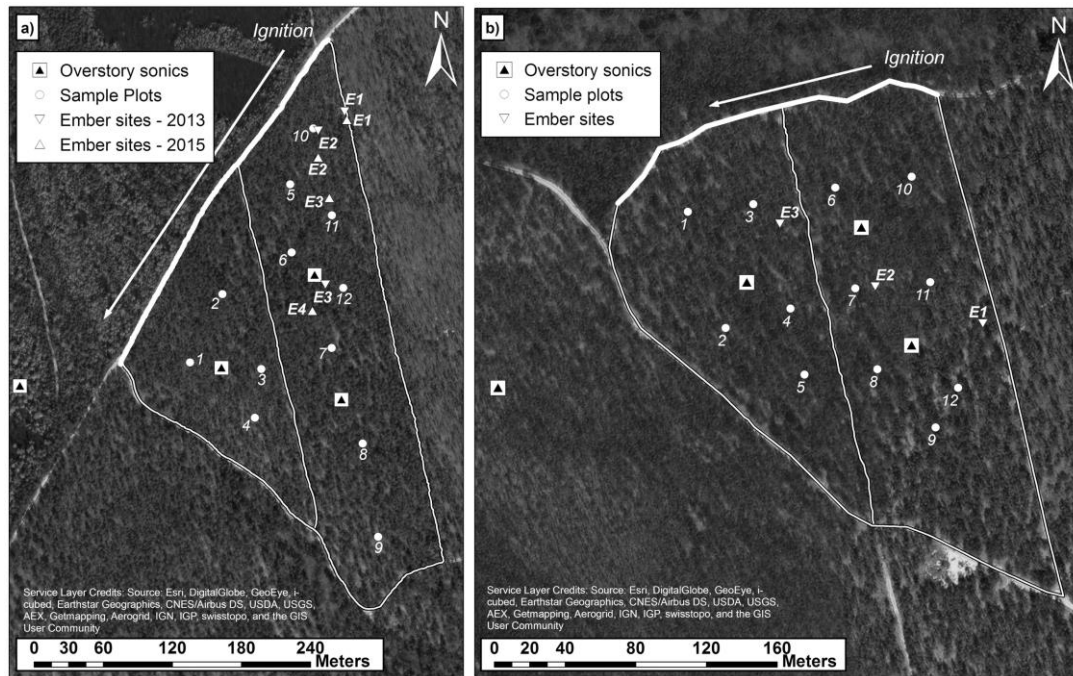 a)
Ignition
N
Overstory sonics
Sample Plots
Ember sites - 2013
Ember sites - 2015
E1
E1
10
E2
E2
5
E3
11
6
E3
12
2
E4
7
1
3
4
8
9
Service Layer Credits: Source: Esri, DigitalGlobe, GeoEye, i-
cubed, Earthstar Geographics, CNES/Airbus DS, USDA, USGS,
AEX, Getmapping, Aerogrid, IGN, IGP, swisstopo, and the GIS
User Community
0 60 120 180 240
Meters
b)
Ignition
N
Overstory sonics
Sample plots
Ember sites
10
6
1
3
E3
E2
7
11
E1
4
2
5
8
12
9
Service Layer Credits: Source: Esri, DigitalGlobe, GeoEye, i-
cubed, Earthstar Geographics, CNES/Airbus DS, USDA, USGS,
AEX, Getmapping, Aerogrid, IGN, IGP, swisstopo, and the GIS
User Community
0 40 80 120 160
Meters